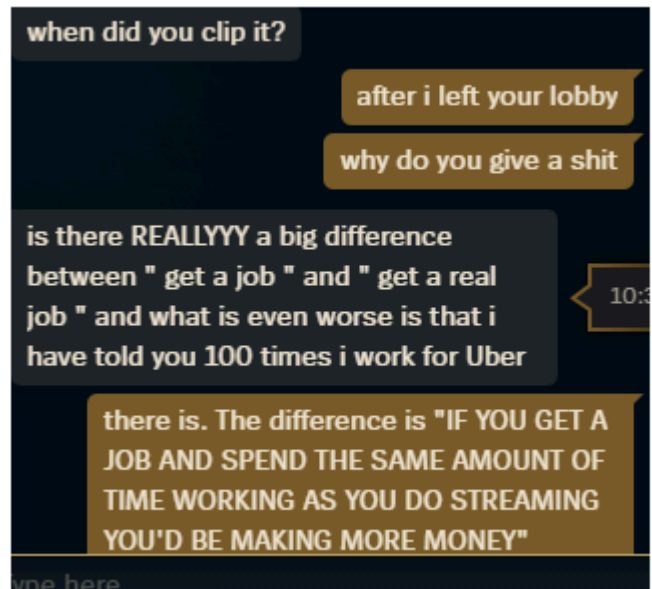 when did you clip it?
after i left your lobby
why do you give a shit
is there REALLYYY a big difference
between " get a job " and " get a real
job " and what is even worse is that i
have told you 100 times i work for Uber
there is. The difference is "IF YOU GET A
JOB AND SPEND THE SAME AMOUNT OF
TIME WORKING AS YOU DO STREAMING
YOU'D BE MAKING MORE MONEY"
here